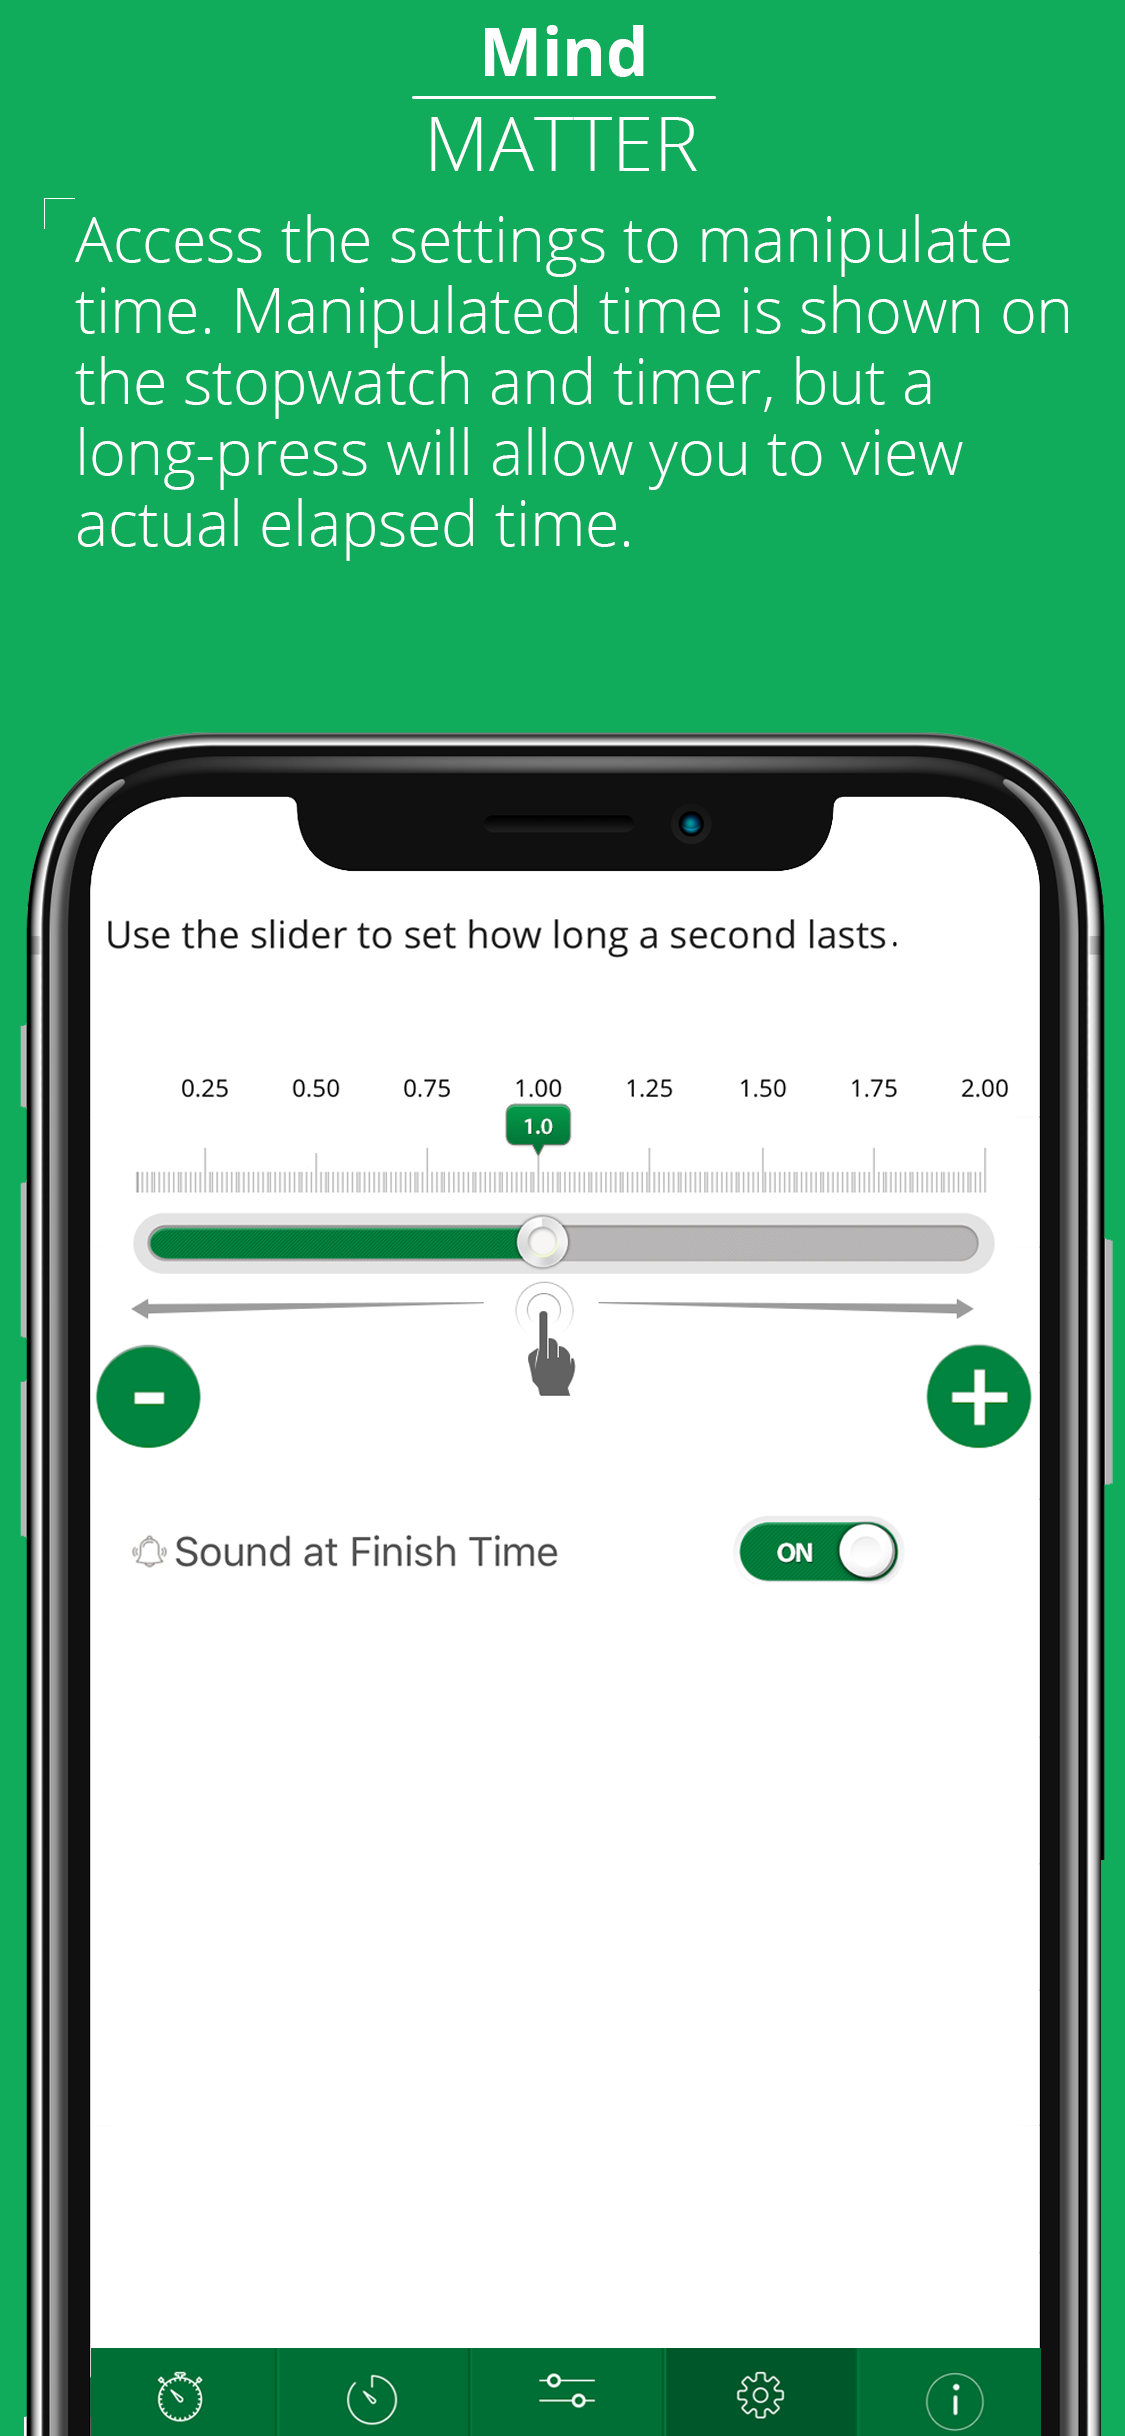 Mind
MATTER
Access the settings to manipulate
time. Manipulated time is shown on
the stopwatch and timer, but a
long-press will allow you to view
actual elapsed time.
Use the slider to set how long a second lasts.
0.25 0.50 0.75 1.00 1.25 1.50 1.75 2.00
1.0
- +
Sound at Finish Time ON
i